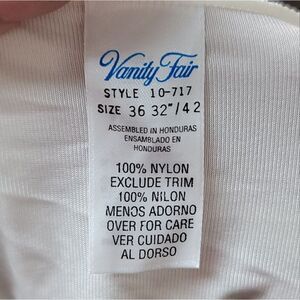 Vanity Fair
STYLE 10-717
SIZE 36 32"/42
ASSEMBLED IN HONDURAS
ENSAMBLADO EN
HONDURAS
100% NYLON
EXCLUDE TRIM
100% NILON
MENOS ADORNO
OVER FOR CARE
VER CUIDADO
AL DORSO